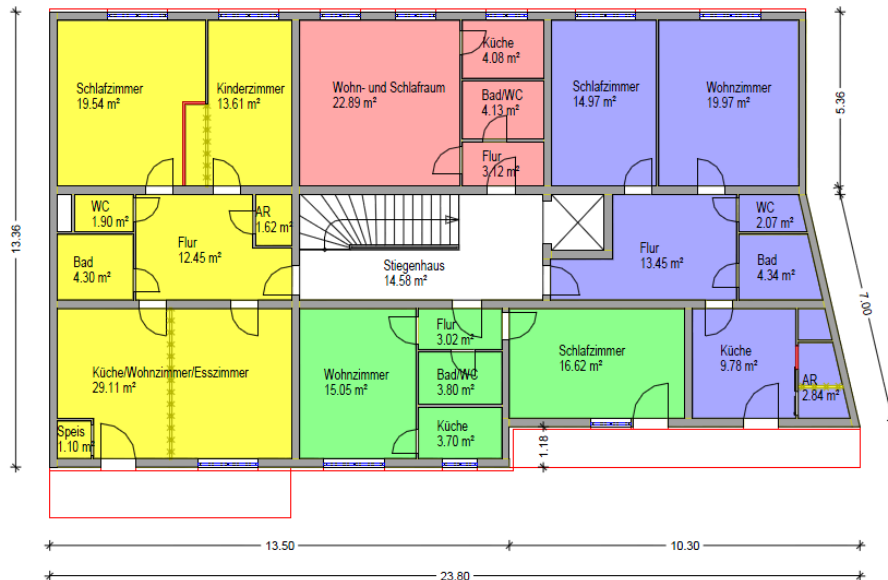 Schlafzimmer
19.54 m²
Kinderzimmer
13.61 m²
Wohn- und Schlafraum
22.89 m²
Küche
4.08 m²
Bad/WC
4.13 m²
Flur
3.12 m²
Schlafzimmer
14.97 m²
Wohnzimmer
19.97 m²
5.36
WC
1.90 m²
Bad
4.30 m²
Flur
12.45 m²
AR
1.62 m²
Stiegenhaus
14.58 m²
Flur
13.45 m²
WC
2.07 m²
Bad
4.34 m²
7.00
13.36
Küche/Wohnzimmer/Esszimmer
29.11 m²
Speis
1.10 m²
Wohnzimmer
15.05 m²
Flur
3.02 m²
Bad/WC
3.80 m²
Küche
3.70 m²
Schlafzimmer
16.62 m²
Küche
9.78 m²
AR
2.84 m²
1.18
13.50
10.30
23.80